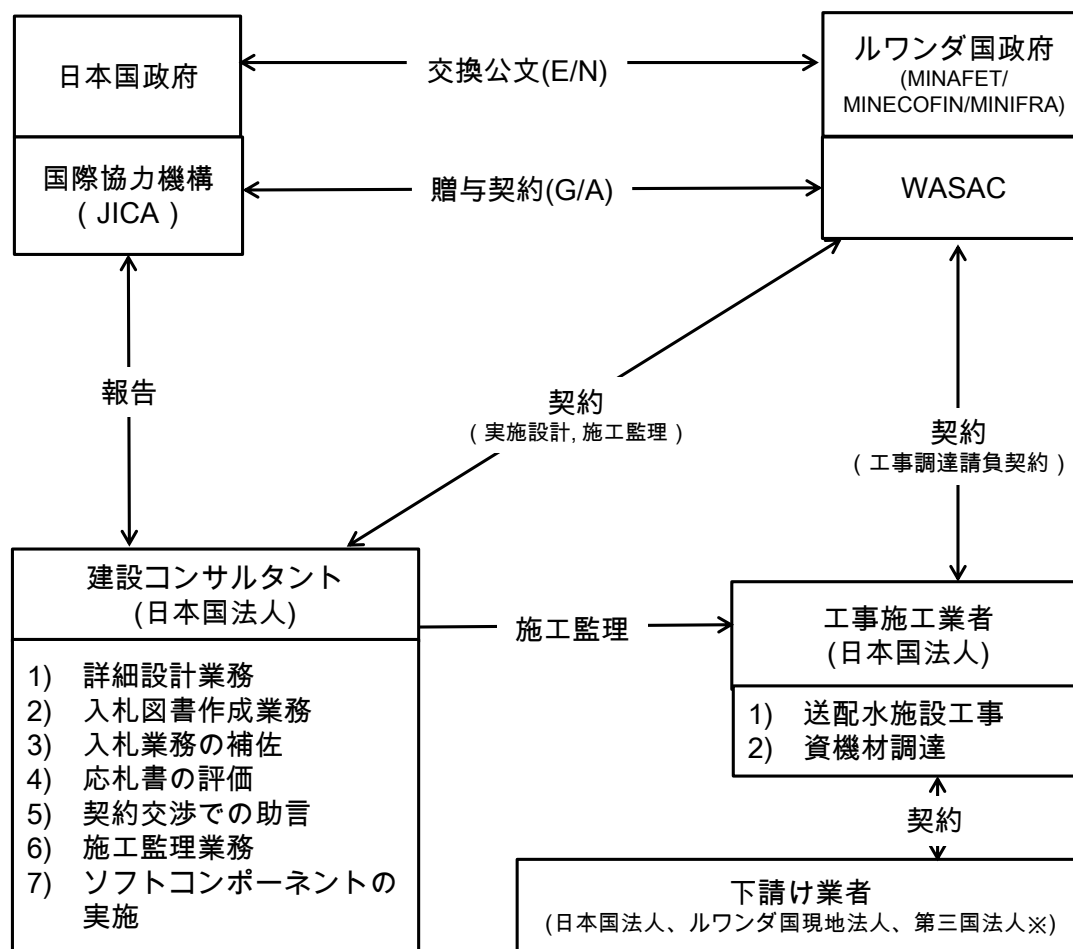 日本国政府
交換公文(E/N)
ルワンダ国政府
(MINAFET/
MINECOFIN/MINIFRA)
国際協力機構
( JICA )
贈与契約(G/A)
WASAC
報告
契約
( 実施設計, 施工監理 )
契約
( 工事調達請負契約 )
建設コンサルタント
(日本国法人)
施工監理
工事施工業者
(日本国法人)
1) 詳細設計業務
2) 入札図書作成業務
3) 入札業務の補佐
4) 応札書の評価
5) 契約交渉での助言
6) 施工監理業務
7) ソフトコンポーネントの
実施
1) 送配水施設工事
2) 資機材調達
契約
下請け業者
(日本国法人、ルワンダ国現地法人、第三国法人※)